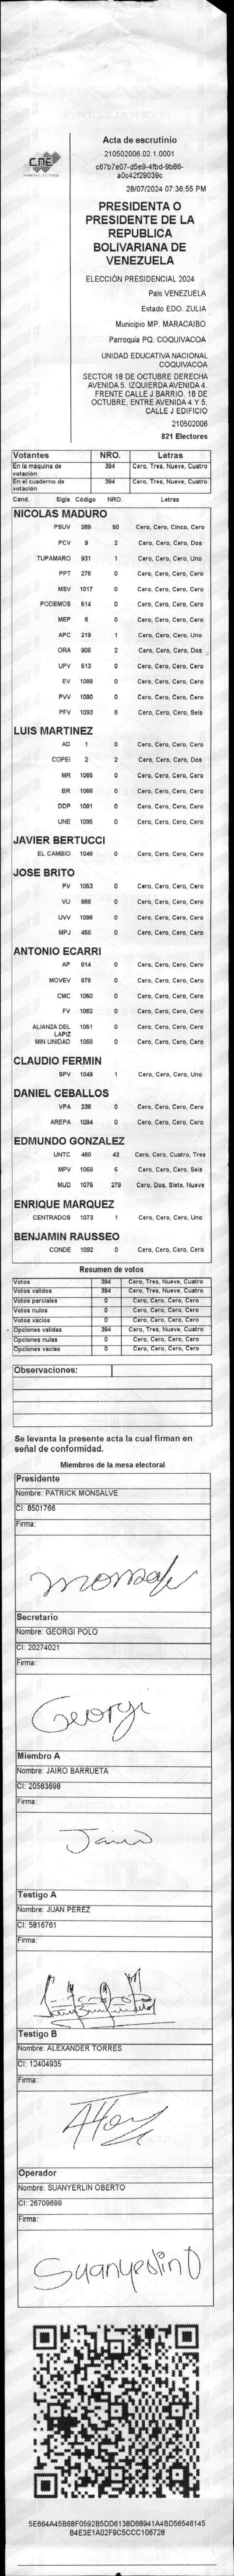 CNE
Acta de escrutinio
210502006.02.1.0001
c67b7e07-d5e9-4fbd-9b86-
a0c42f29039c
28/07/2024 07:36:55 PM
PRESIDENTA O
PRESIDENTE DE LA
REPUBLICA
BOLIVARIANA DE
VENEZUELA
ELECCIÓN PRESIDENCIAL 2024
Pais VENEZUELA
Estado EDO. ZULIA
Municipio MP. MARACAIBO
Parroquia PQ. COQUIVACOA
UNIDAD EDUCATIVA NACIONAL
COQUIVACOA
SECTOR 18 DE OCTUBRE DERECHA
AVENIDA 5. IZQUIERDA AVENIDA 4.
FRENTE CALLE J BARRIO. 18 DE
OCTUBRE, ENTRE AVENIDA 4 Y 5,
CALLE J EDIFICIO
210502006
821 Electores
Votantes NRO. Letras
En la máquina de votación 394 Cero, Tres, Nueve, Cuatro
En el cuaderno de votación 394 Cero, Tres, Nueve, Cuatro
Cand. Sigla Código NRO. Letras
NICOLAS MADURO
PSUV 269 50 Cero, Cero, Cinco, Cero
PCV 9 2 Cero, Cero, Cero, Dos
TUPAMARO 931 1 Cero, Cero, Cero, Uno
PPT 276 0 Cero, Cero, Cero, Cero
MSV 1017 0 Cero, Cero, Cero, Cero
PODEMOS 514 0 Cero, Cero, Cero, Cero
MEP 6 0 Cero, Cero, Cero, Cero
APC 219 1 Cero, Cero, Cero, Uno
ORA 906 2 Cero, Cero, Cero, Dos
UPV 513 0 Cero, Cero, Cero, Cero
EV 1089 0 Cero, Cero, Cero, Cero
PVV 1090 0 Cero, Cero, Cero, Cero
PFV 1093 6 Cero, Cero, Cero, Seis
LUIS MARTINEZ
AD 1 0 Cero, Cero, Cero, Cero
COPEI 2 2 Cero, Cero, Cero, Dos
MR 1065 0 Cero, Cero, Cero, Cero
BR 1066 0 Cero, Cero, Cero, Cero
DDP 1091 0 Cero, Cero, Cero, Cero
UNE 1095 0 Cero, Cero, Cero, Cero
JAVIER BERTUCCI
EL CAMBIO 1048 0 Cero, Cero, Cero, Cero
JOSE BRITO
PV 1053 0 Cero, Cero, Cero, Cero
VU 868 0 Cero, Cero, Cero, Cero
UVV 1096 0 Cero, Cero, Cero, Cero
MPJ 458 0 Cero, Cero, Cero, Cero
ANTONIO ECARRI
AP 814 0 Cero, Cero, Cero, Cero
MOVEV 978 0 Cero, Cero, Cero, Cero
CMC 1050 0 Cero, Cero, Cero, Cero
FV 1062 0 Cero, Cero, Cero, Cero
ALIANZA DEL LAPIZ 1051 0 Cero, Cero, Cero, Cero
MIN UNIDAD 1068 0 Cero, Cero, Cero, Cero
CLAUDIO FERMIN
SPV 1049 1 Cero, Cero, Cero, Uno
DANIEL CEBALLOS
VPA 236 0 Cero, Cero, Cero, Cero
AREPA 1094 0 Cero, Cero, Cero, Cero
EDMUNDO GONZALEZ
UNTC 460 43 Cero, Cero, Cuatro, Tres
MPV 1069 6 Cero, Cero, Cero, Seis
MUD 1075 279 Cero, Dos, Siete, Nueve
ENRIQUE MARQUEZ
CENTRADOS 1073 1 Cero, Cero, Cero, Uno
BENJAMIN RAUSSEO
CONDE 1092 0 Cero, Cero, Cero, Cero
Resumen de votos
Votos 394 Cero, Tres, Nueve, Cuatro
Votos validos 394 Cero, Tres, Nueve, Cuatro
Votos parciales 0 Cero, Cero, Cero, Cero
Votos nulos 0 Cero, Cero, Cero, Cero
Votos vacios 0 Cero, Cero, Cero, Cero
Opciones validas 394 Cero, Tres, Nueve, Cuatro
Opciones nulas 0 Cero, Cero, Cero, Cero
Opciones vacias 0 Cero, Cero, Cero, Cero
Observaciones:
Se levanta la presente acta la cual firman en
señal de conformidad.
Miembros de la mesa electoral
Presidente
Nombre: PATRICK MONSALVE
CI: 8501766
Firma:
Secretario
Nombre: GEORGI POLO
CI: 20274021
Firma:
Georgi
Miembro A
Nombre: JAIRO BARRUETA
CI: 20583698
Firma:
Jairo
Testigo A
Nombre: JUAN PEREZ
CI: 5816761
Firma:
Testigo B
Nombre: ALEXANDER TORRES
CI: 12404935
Firma:
Operador
Nombre: SUANYERLIN OBERTO
CI: 26709699
Firma:
Suanyerlin O
5E664A45B68F0592B5DD6138D68941A4BD56546145
B4E3E1A02F9C5CCC106728